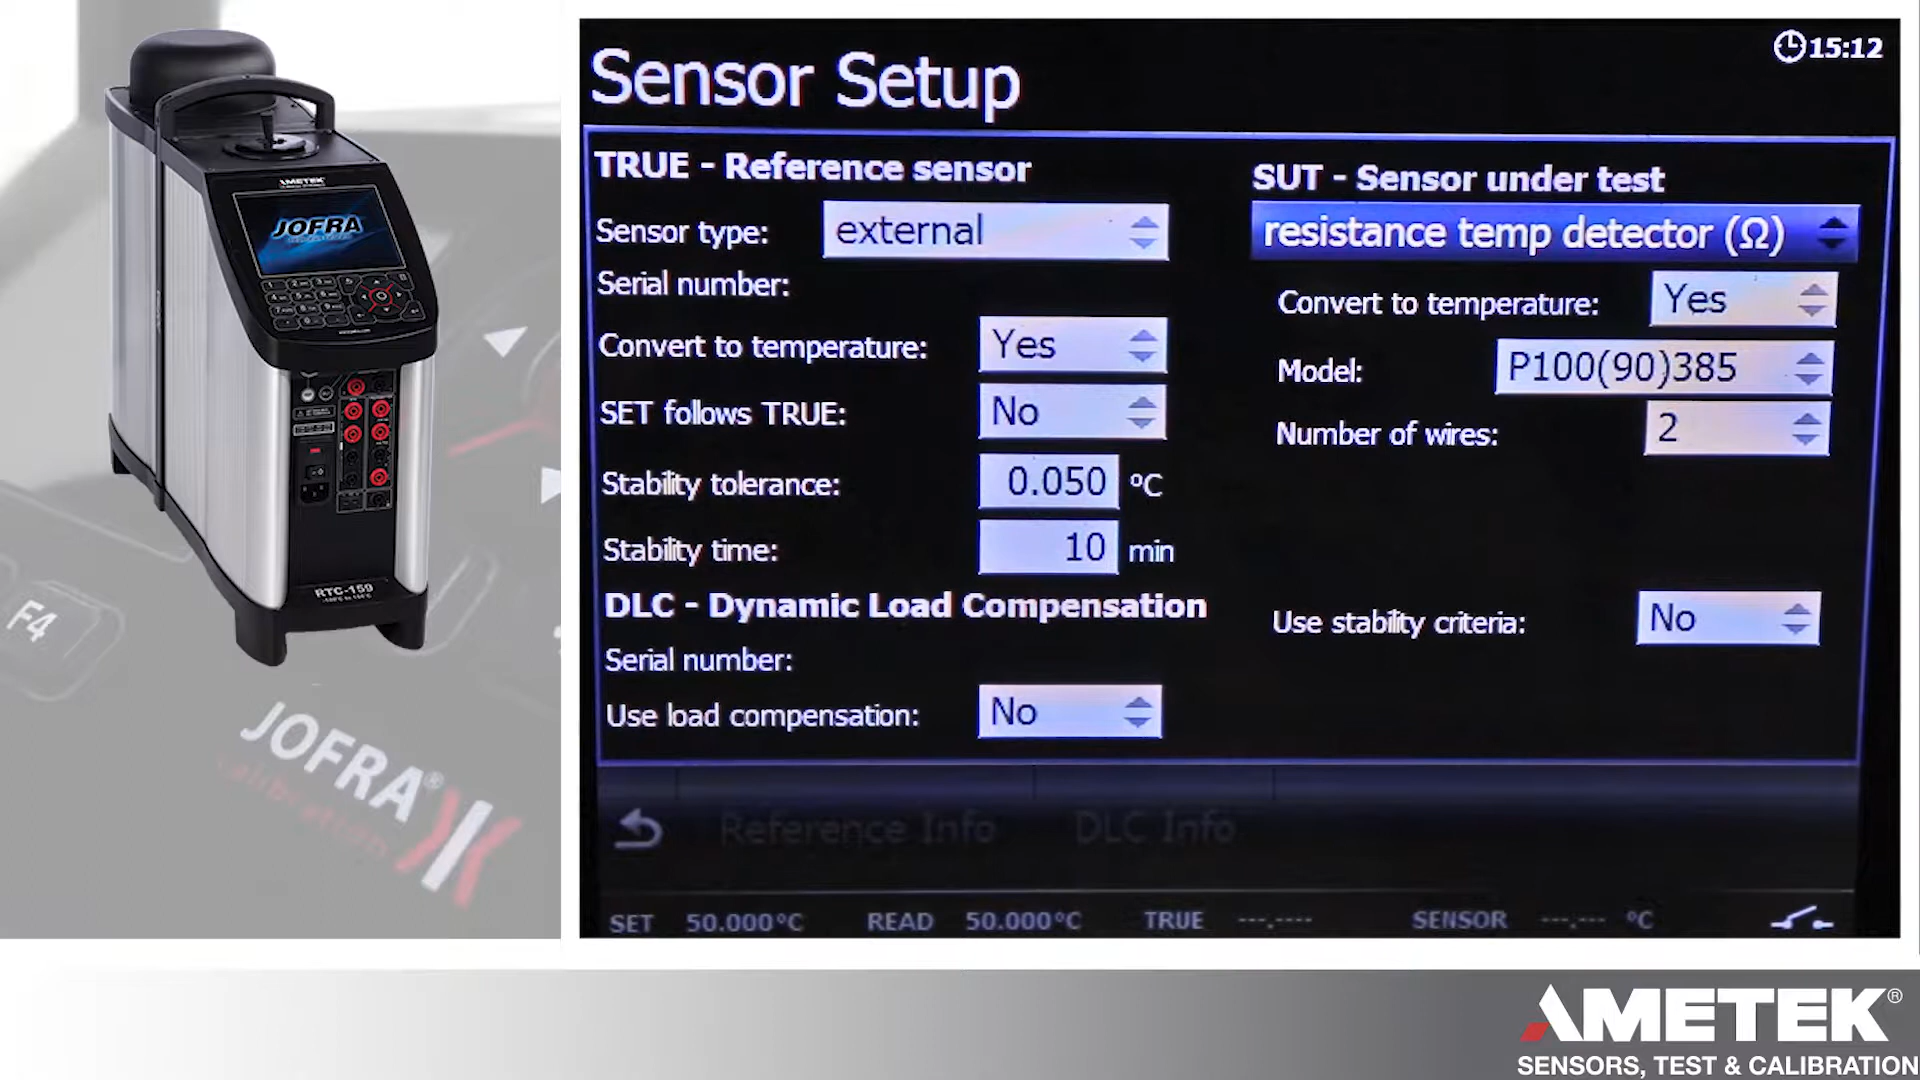 AMETEK
JOFRA
RTC-159
F4
JOFRA®
Sensor Setup
15:12
TRUE - Reference sensor
Sensor type: external
Serial number:
Convert to temperature: Yes
SET follows TRUE: No
Stability tolerance: 0.050 °C
Stability time: 10 min
DLC - Dynamic Load Compensation
Serial number:
Use load compensation: No
SUT - Sensor under test
resistance temp detector (Ω)
Convert to temperature: Yes
Model: P100(90)385
Number of wires: 2
Use stability criteria: No
Reference Info DLC Info
SET 50.000°C READ 50.000°C TRUE ---.---- SENSOR ---.--- °C
AMETEK®
SENSORS, TEST & CALIBRATION